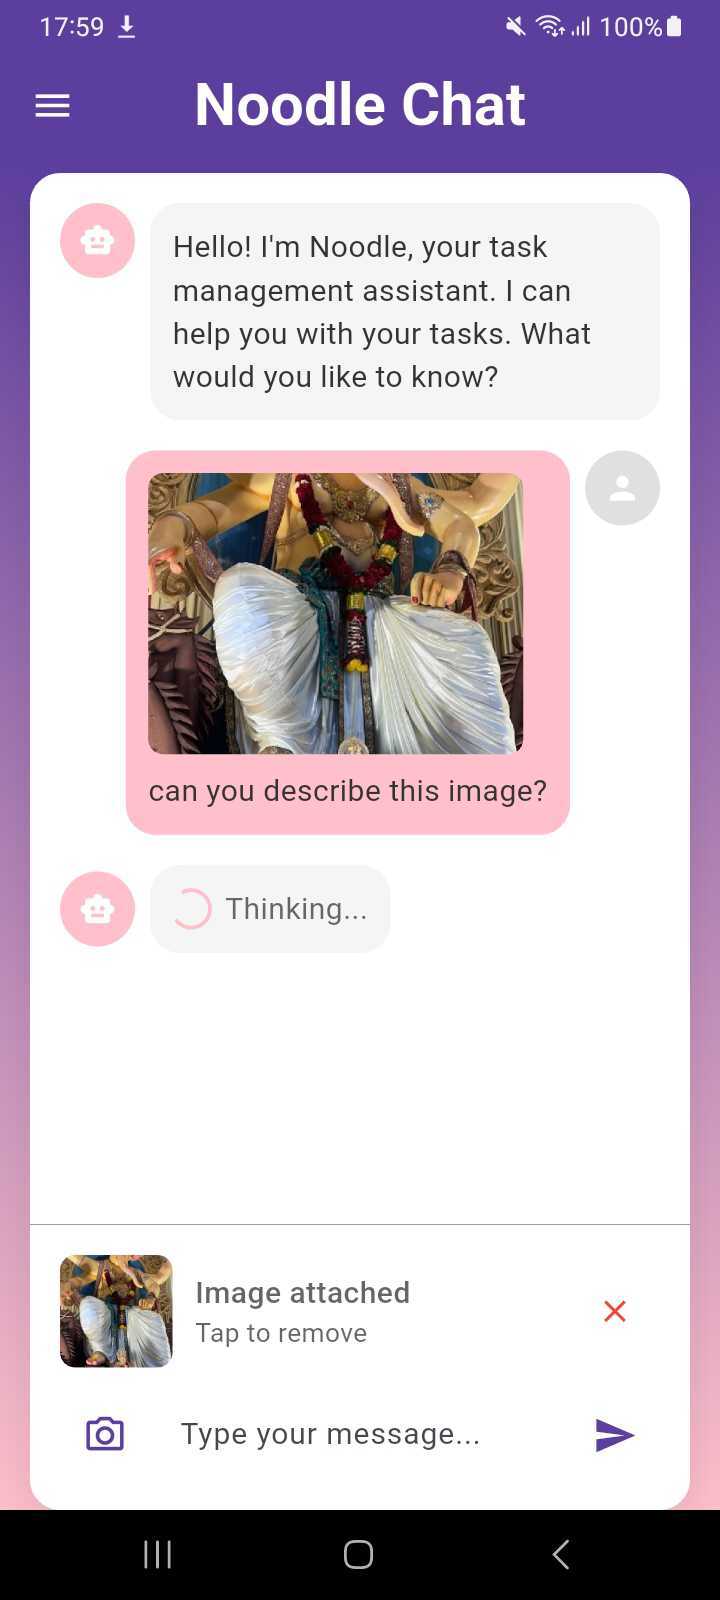 17:59
100%
Noodle Chat
Hello! I'm Noodle, your task
management assistant. I can
help you with your tasks. What
would you like to know?
can you describe this image?
Thinking...
Image attached
Tap to remove
Type your message...